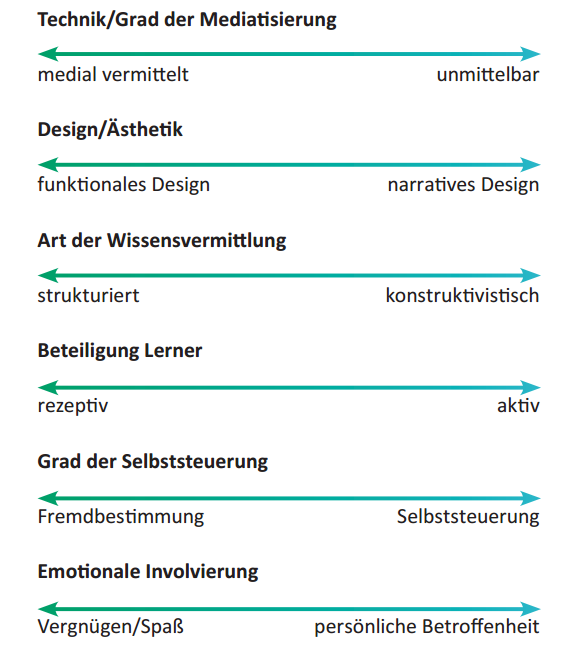 Technik/Grad der Mediatisierung
medial vermittelt unmittelbar
Design/Ästhetik
funktionales Design narratives Design
Art der Wissensvermittlung
strukturiert konstruktivistisch
Beteiligung Lerner
rezeptiv aktiv
Grad der Selbststeuerung
Fremdbestimmung Selbststeuerung
Emotionale Involvierung
Vergnügen/Spaß persönliche Betroffenheit